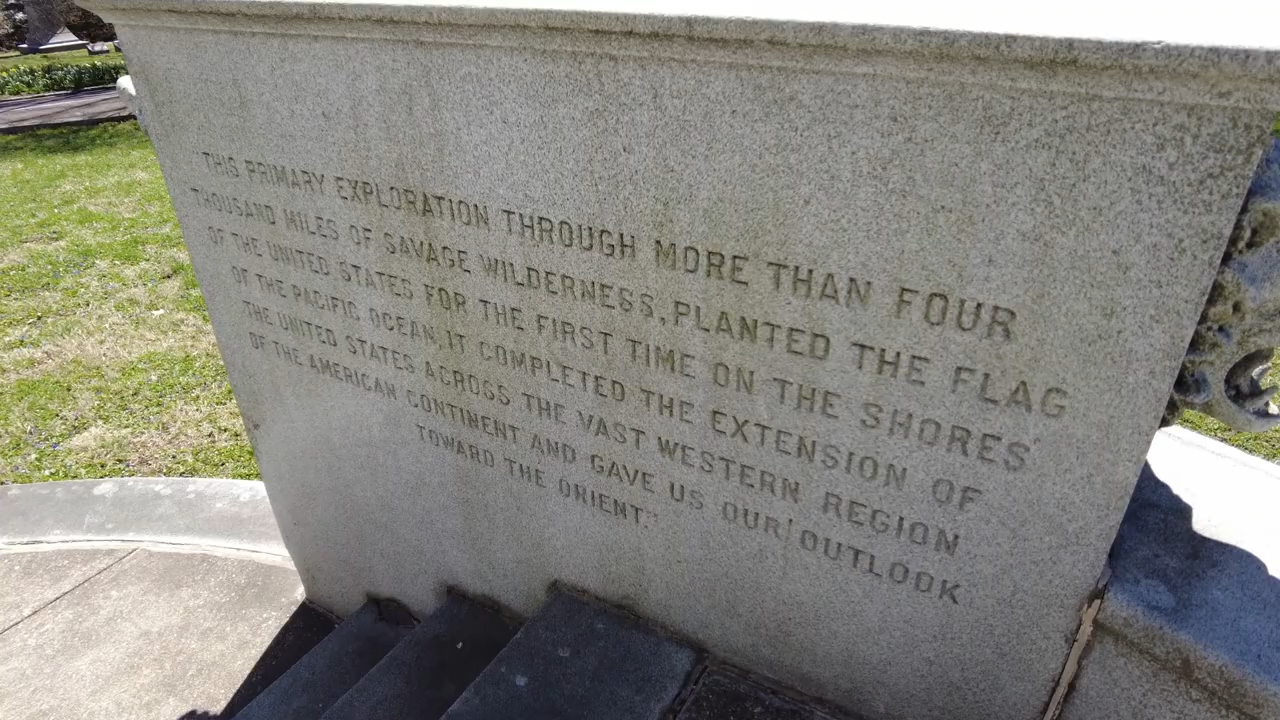 "THIS PRIMARY EXPLORATION THROUGH MORE THAN FOUR
THOUSAND MILES OF SAVAGE WILDERNESS, PLANTED THE FLAG
OF THE UNITED STATES FOR THE FIRST TIME ON THE SHORES
OF THE PACIFIC OCEAN, IT COMPLETED THE EXTENSION OF
THE UNITED STATES ACROSS THE VAST WESTERN REGION
OF THE AMERICAN CONTINENT AND GAVE US OUR OUTLOOK
TOWARD THE ORIENT."